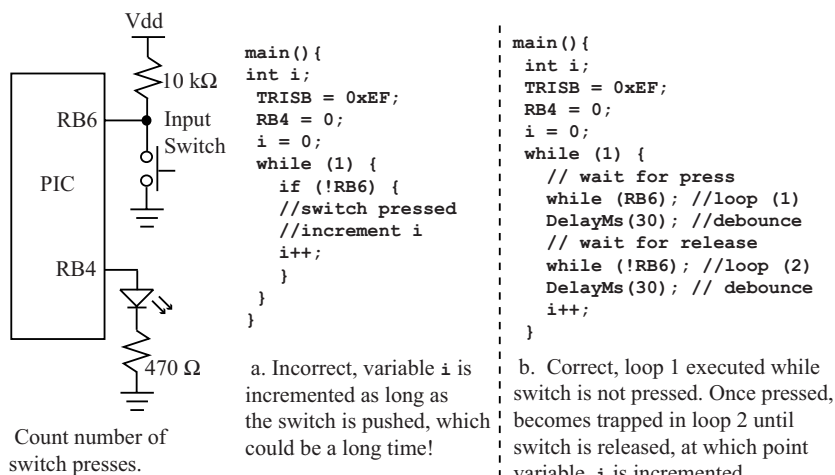 Vdd
10 kΩ
RB6
Input
Switch
PIC
RB4
470 Ω
Count number of
switch presses.
main(){
int i;
TRISB = 0xEF;
RB4 = 0;
i = 0;
while (1) {
if (!RB6) {
//switch pressed
//increment i
i++;
}
}
}
a. Incorrect, variable i is
incremented as long as
the switch is pushed, which
could be a long time!
main(){
int i;
TRISB = 0xEF;
RB4 = 0;
i = 0;
while (1) {
// wait for press
while (RB6); //loop (1)
DelayMs(30); //debounce
// wait for release
while (!RB6); //loop (2)
DelayMs(30); // debounce
i++;
}
b. Correct, loop 1 executed while
switch is not pressed. Once pressed,
becomes trapped in loop 2 until
switch is released, at which point
variable i is incremented.